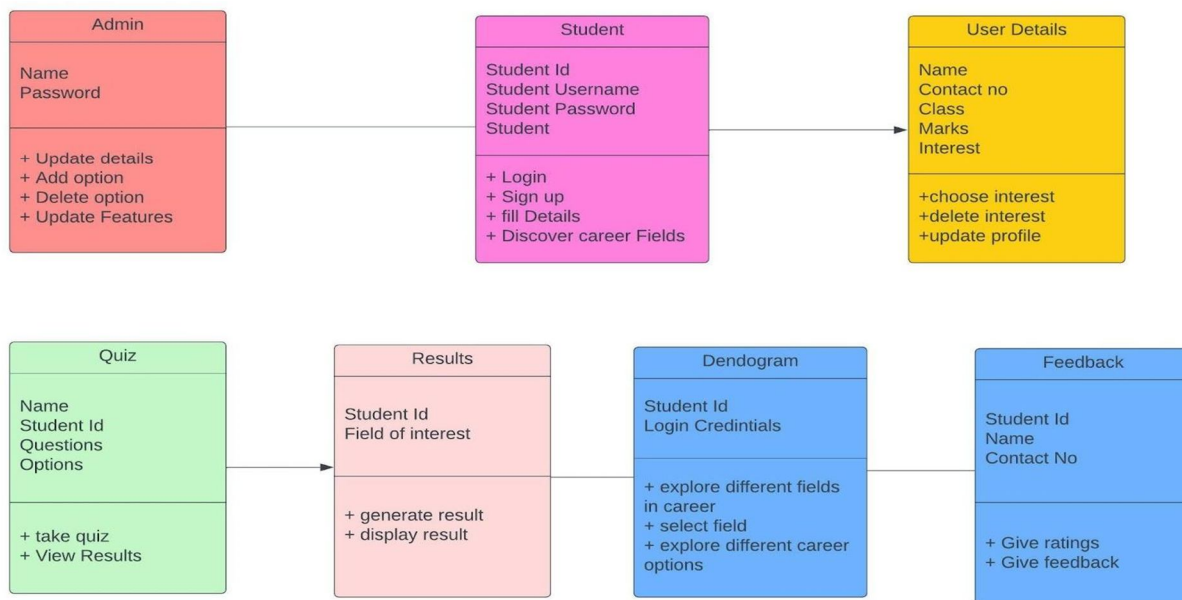 Admin
Name
Password
+ Update details
+ Add option
+ Delete option
+ Update Features
Student
Student Id
Student Username
Student Password
Student
+ Login
+ Sign up
+ fill Details
+ Discover career Fields
User Details
Name
Contact no
Class
Marks
Interest
+choose interest
+delete interest
+update profile
Quiz
Name
Student Id
Questions
Options
+ take quiz
+ View Results
Results
Student Id
Field of interest
+ generate result
+ display result
Dendogram
Student Id
Login Credintials
+ explore different fields
in career
+ select field
+ explore different career
options
Feedback
Student Id
Name
Contact No
+ Give ratings
+ Give feedback